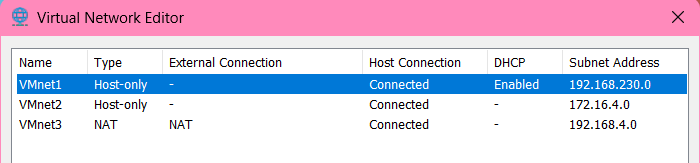 Virtual Network Editor
Name Type External Connection Host Connection DHCP Subnet Address
VMnet1 Host-only - Connected Enabled 192.168.230.0
VMnet2 Host-only - Connected - 172.16.4.0
VMnet3 NAT NAT Connected - 192.168.4.0